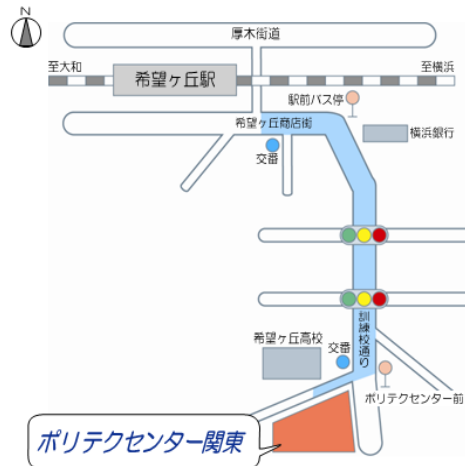 N
厚木街道
至大和
希望ヶ丘駅
至横浜
駅前バス停
希望ヶ丘商店街
横浜銀行
交番
訓練校通り
希望ヶ丘高校
交番
ポリテクセンター前
ポリテクセンター関東